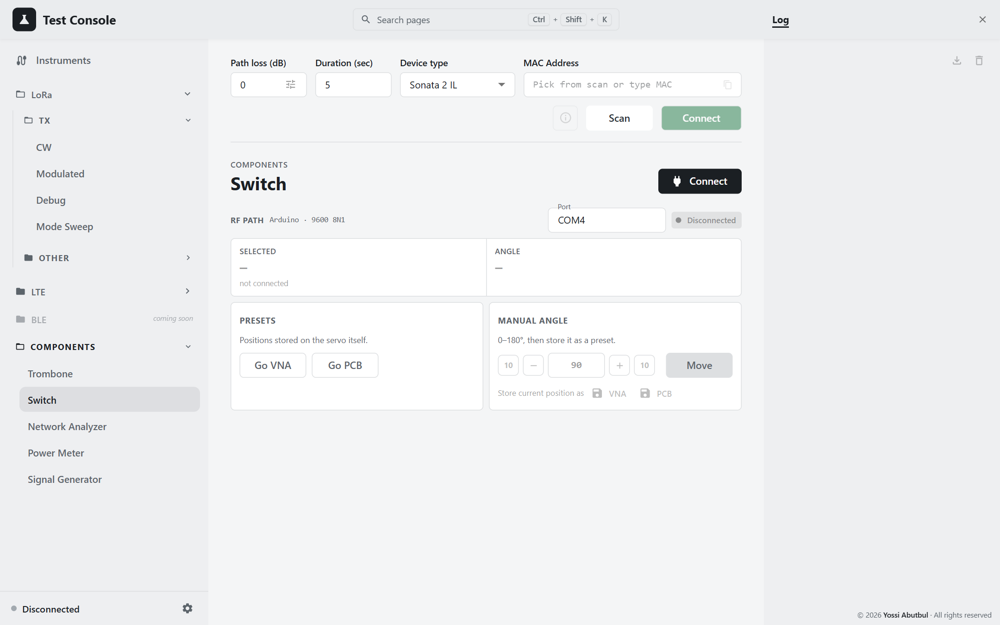 Test Console
Search pages
Ctrl + Shift + K
Log
Instruments
LoRa
TX
CW
Modulated
Debug
Mode Sweep
OTHER
LTE
BLE
coming soon
COMPONENTS
Trombone
Switch
Network Analyzer
Power Meter
Signal Generator
Disconnected
Path loss (dB)
0
Duration (sec)
5
Device type
Sonata 2 IL
MAC Address
Pick from scan or type MAC
Scan
Connect
COMPONENTS
Switch
Connect
RF PATH Arduino · 9600 8N1
Port
COM4
Disconnected
SELECTED
—
not connected
ANGLE
—
PRESETS
Positions stored on the servo itself.
Go VNA
Go PCB
MANUAL ANGLE
0–180°, then store it as a preset.
10 − 90 + 10
Move
Store current position as VNA PCB
© 2026 Yossi Abutbul · All rights reserved